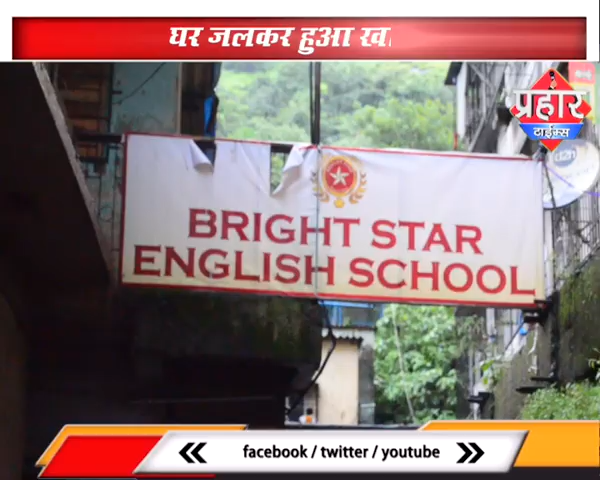 घर जलकर हुआ
प्रहार
टाईम्स
BRIGHT STAR
ENGLISH SCHOOL
facebook / twitter / youtube